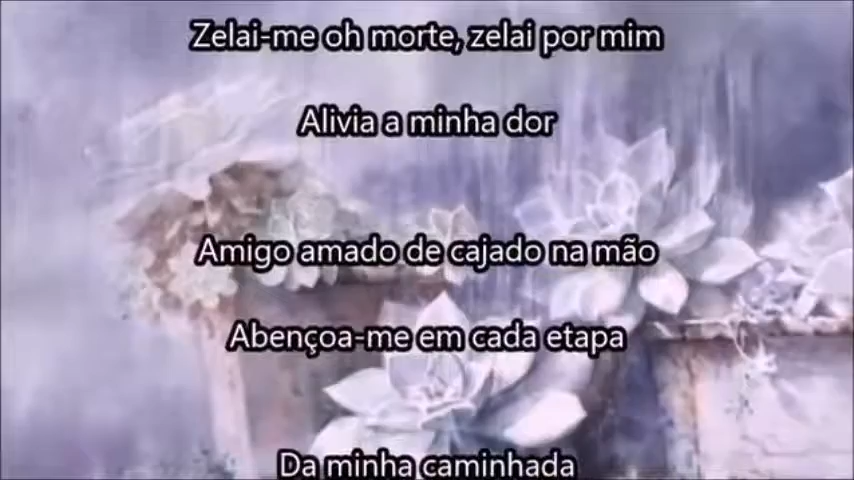 Zelai-me oh morte, zelai por mim
Alivia a minha dor
Amigo amado de cajado na mão
Abençoa-me em cada etapa
Da minha caminhada